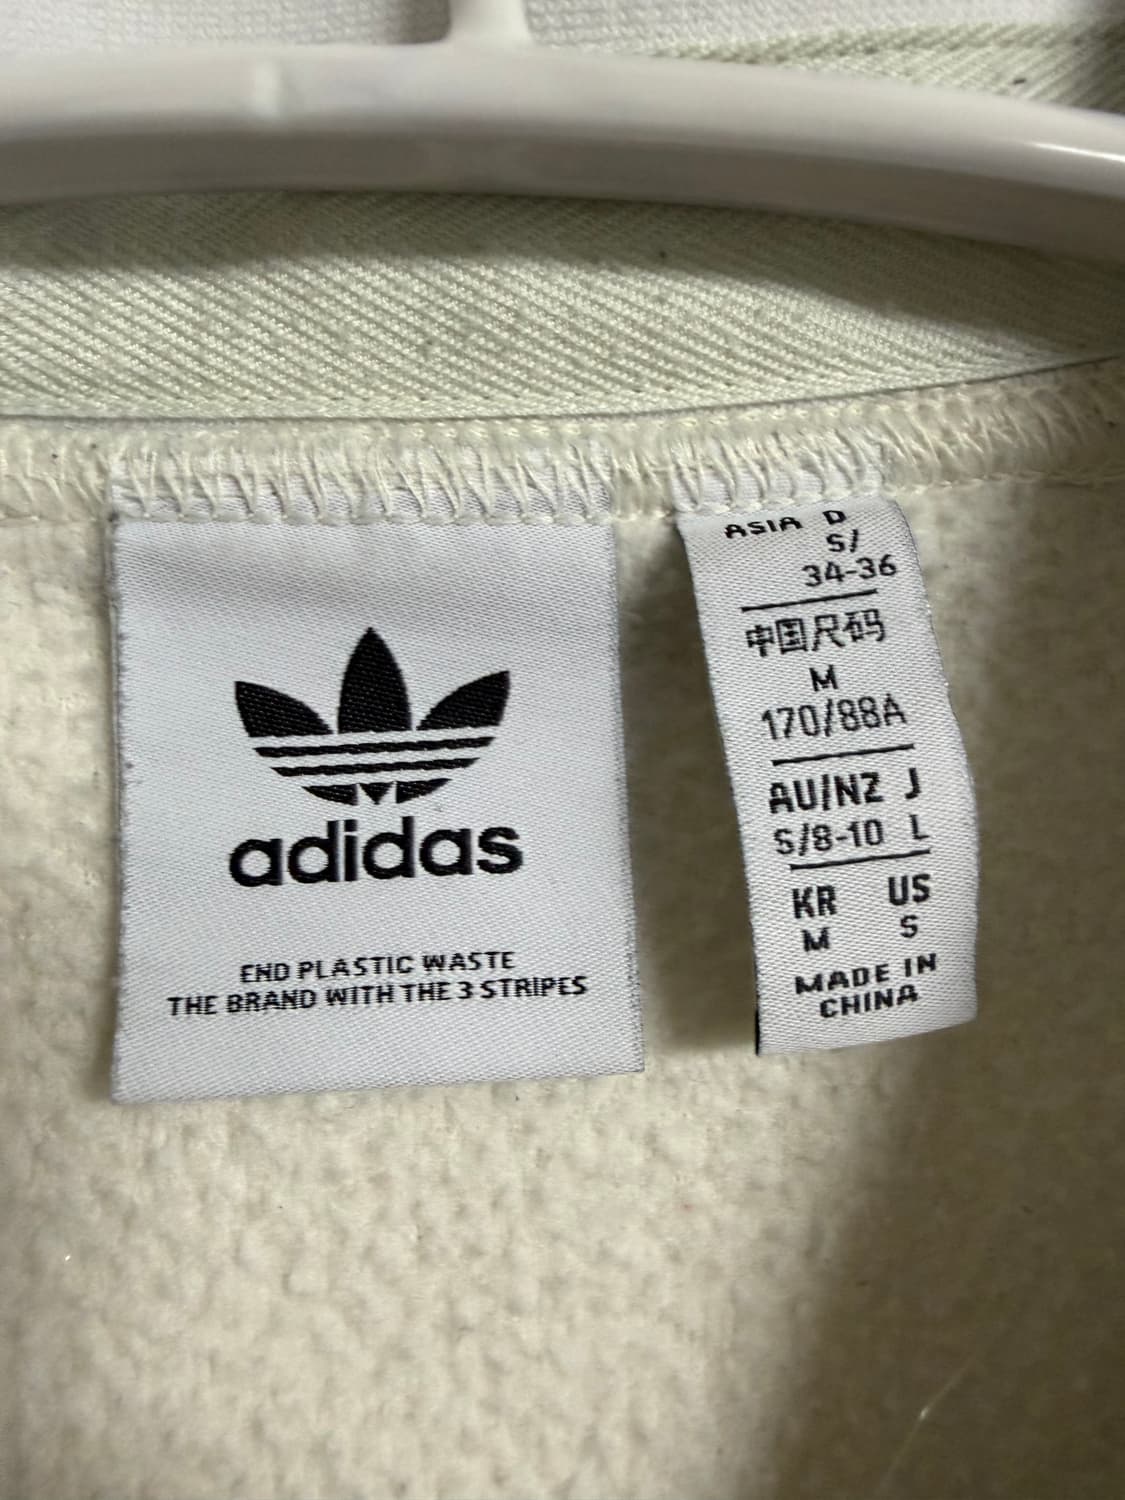 adidas
END PLASTIC WASTE
THE BRAND WITH THE 3 STRIPES
ASIA D
S/
34-36
中国尺码
M
170/88A
AU/NZ J
S/8-10 L
KR US
M S
MADE IN
CHINA